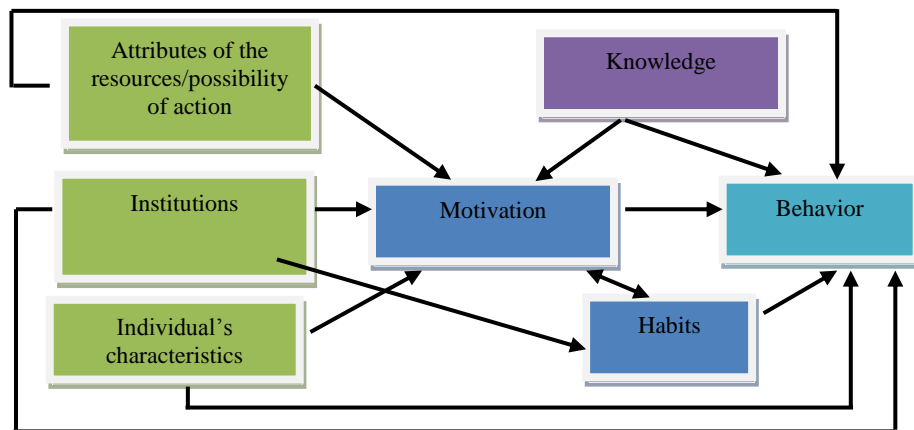 Attributes of the
resources/possibility
of action
Knowledge
Institutions
Motivation
Behavior
Individual’s
characteristics
Habits